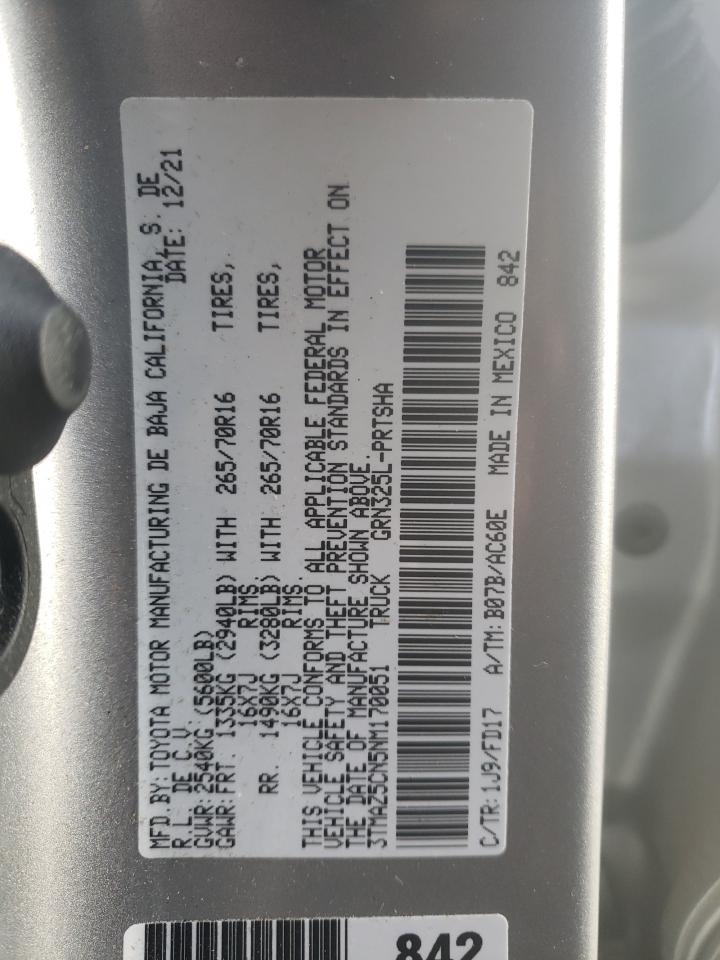 MFD.BY: TOYOTA MOTOR MANUFACTURING DE BAJA CALIFORNIA, S. DE
R.L. DE C.V. DATE: 12/21
GVWR: 2540KG (5600LB)
GAWR: FRT. 1335KG (2940LB) WITH 265/70R16 TIRES,
16X7J RIMS.
RR. 1490KG (3280LB) WITH 265/70R16 TIRES,
16X7J RIMS.
THIS VEHICLE CONFORMS TO ALL APPLICABLE FEDERAL MOTOR
VEHICLE SAFETY AND THEFT PREVENTION STANDARDS IN EFFECT ON
THE DATE OF MANUFACTURE SHOWN ABOVE.
3TMAZ5CN5NM170051 TRUCK GRN325L-PRTSHA
C/TR: 1J9/FD17 A/TM: B07B/AC60E MADE IN MEXICO 842
842